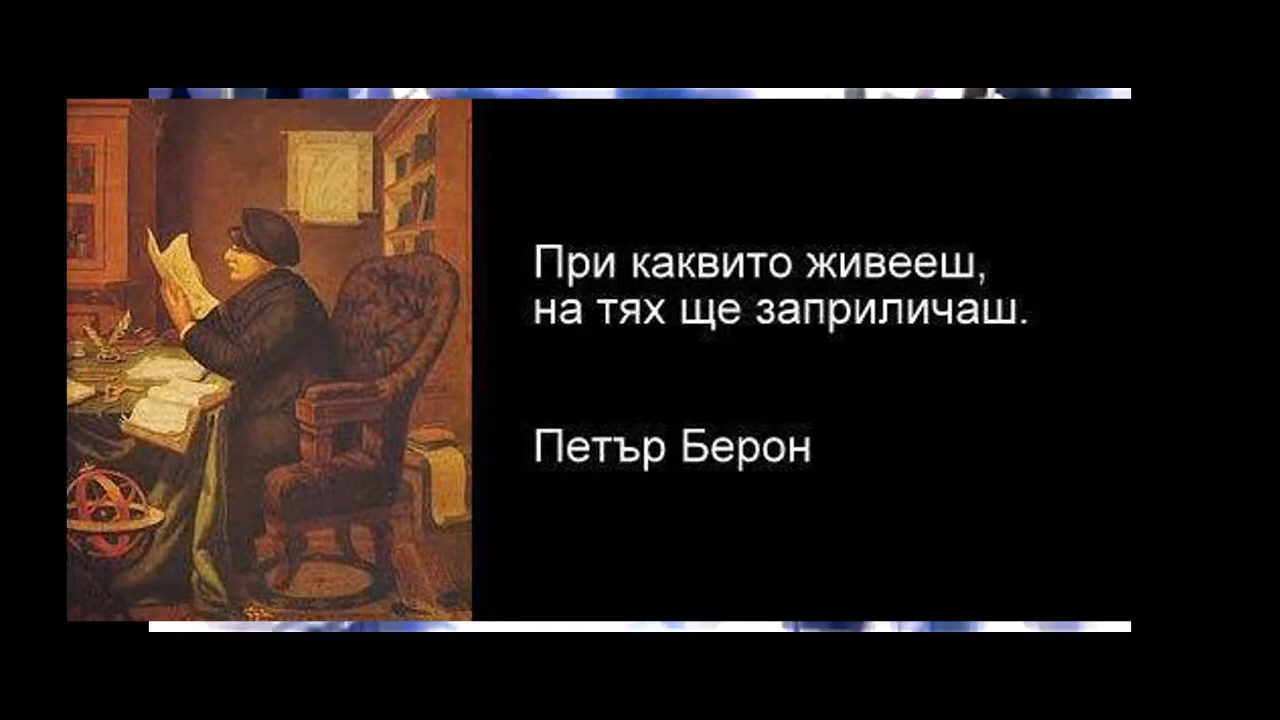 При каквито живееш,
на тях ще заприличаш.
Петър Берон